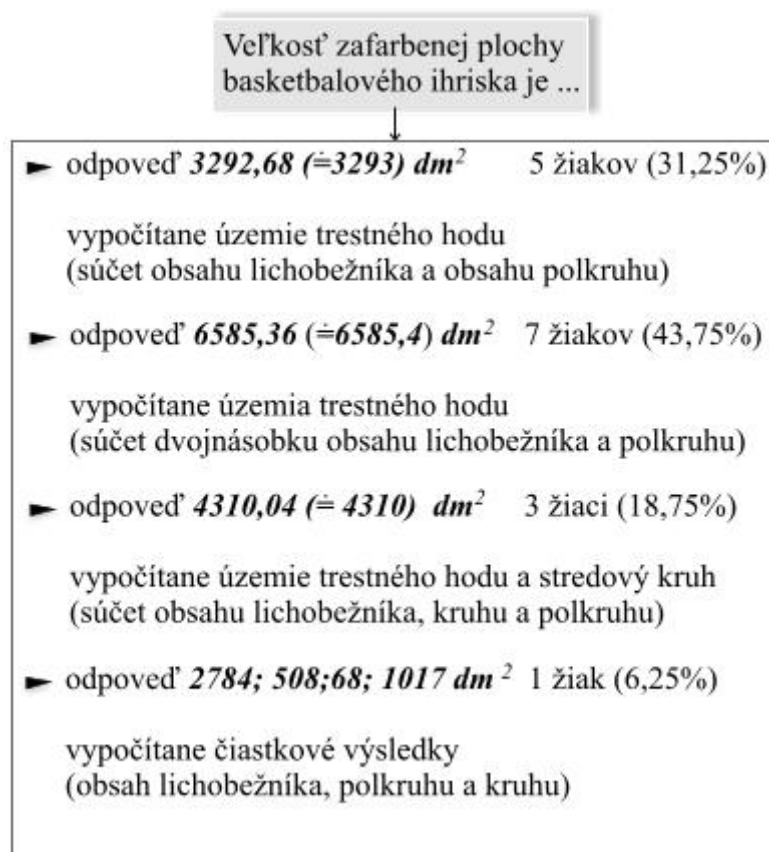 Veľkosť zafarbenej plochy
basketbalového ihriska je ...
► odpoveď 3292,68 (≐3293) dm² 5 žiakov (31,25%)
vypočítane územie trestného hodu
(súčet obsahu lichobežníka a obsahu polkruhu)
► odpoveď 6585,36 (≐6585,4) dm² 7 žiakov (43,75%)
vypočítane územia trestného hodu
(súčet dvojnásobku obsahu lichobežníka a polkruhu)
► odpoveď 4310,04 (≐ 4310) dm² 3 žiaci (18,75%)
vypočítane územie trestného hodu a stredový kruh
(súčet obsahu lichobežníka, kruhu a polkruhu)
► odpoveď 2784; 508;68; 1017 dm ² 1 žiak (6,25%)
vypočítane čiastkové výsledky
(obsah lichobežníka, polkruhu a kruhu)